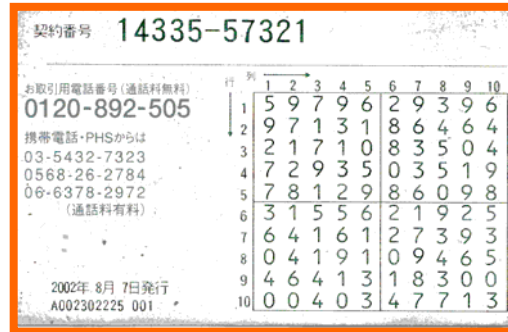 契約番号 14335-57321
お取引用電話番号(通話料無料)
0120-892-505
携帯電話・PHSからは
03-5432-7323
0568-26-2784
06-6378-2972
(通話料有料)
2002年 8月 7日発行
A002302225 001
列
行 1 2 3 4 5 6 7 8 9 10
1 5 9 7 9 6 2 9 3 9 6
2 9 7 1 3 1 8 6 4 6 4
3 2 1 7 1 0 8 3 5 0 4
4 7 2 9 3 5 0 3 5 1 9
5 7 8 1 2 9 8 6 0 9 8
6 3 1 5 5 6 2 1 9 2 5
7 6 4 1 6 1 2 7 3 9 3
8 0 4 1 9 1 0 9 4 6 5
9 4 6 4 1 3 1 8 3 0 0
10 0 0 4 0 3 4 7 7 1 3